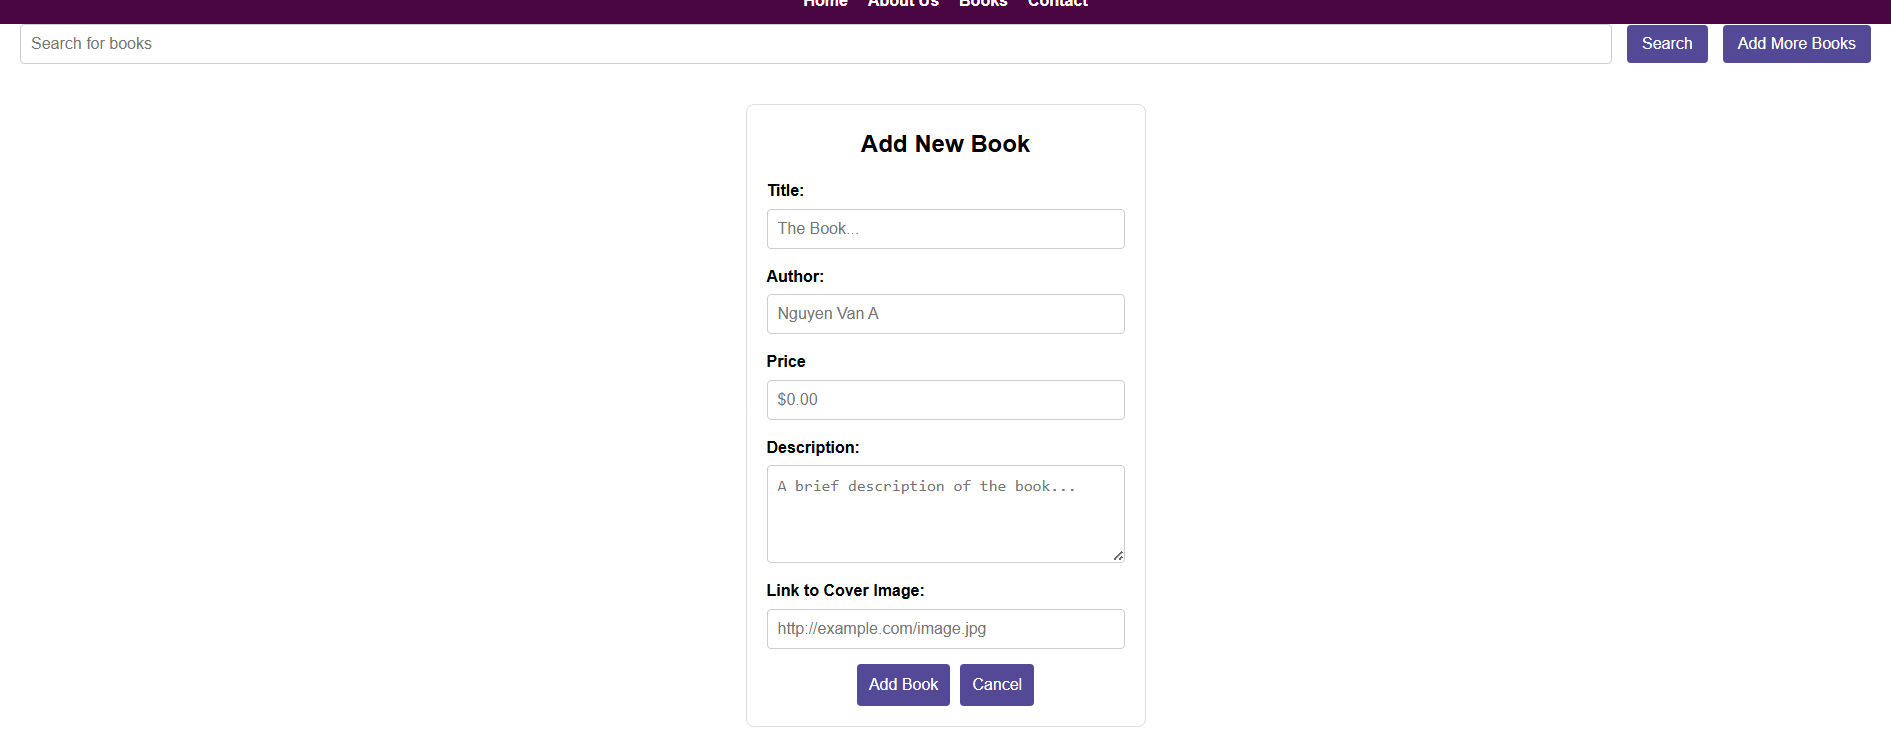 Home About Us Books Contact
Search for books Search Add More Books
Add New Book
Title:
The Book...
Author:
Nguyen Van A
Price
$0.00
Description:
A brief description of the book...
Link to Cover Image:
http://example.com/image.jpg
Add Book Cancel